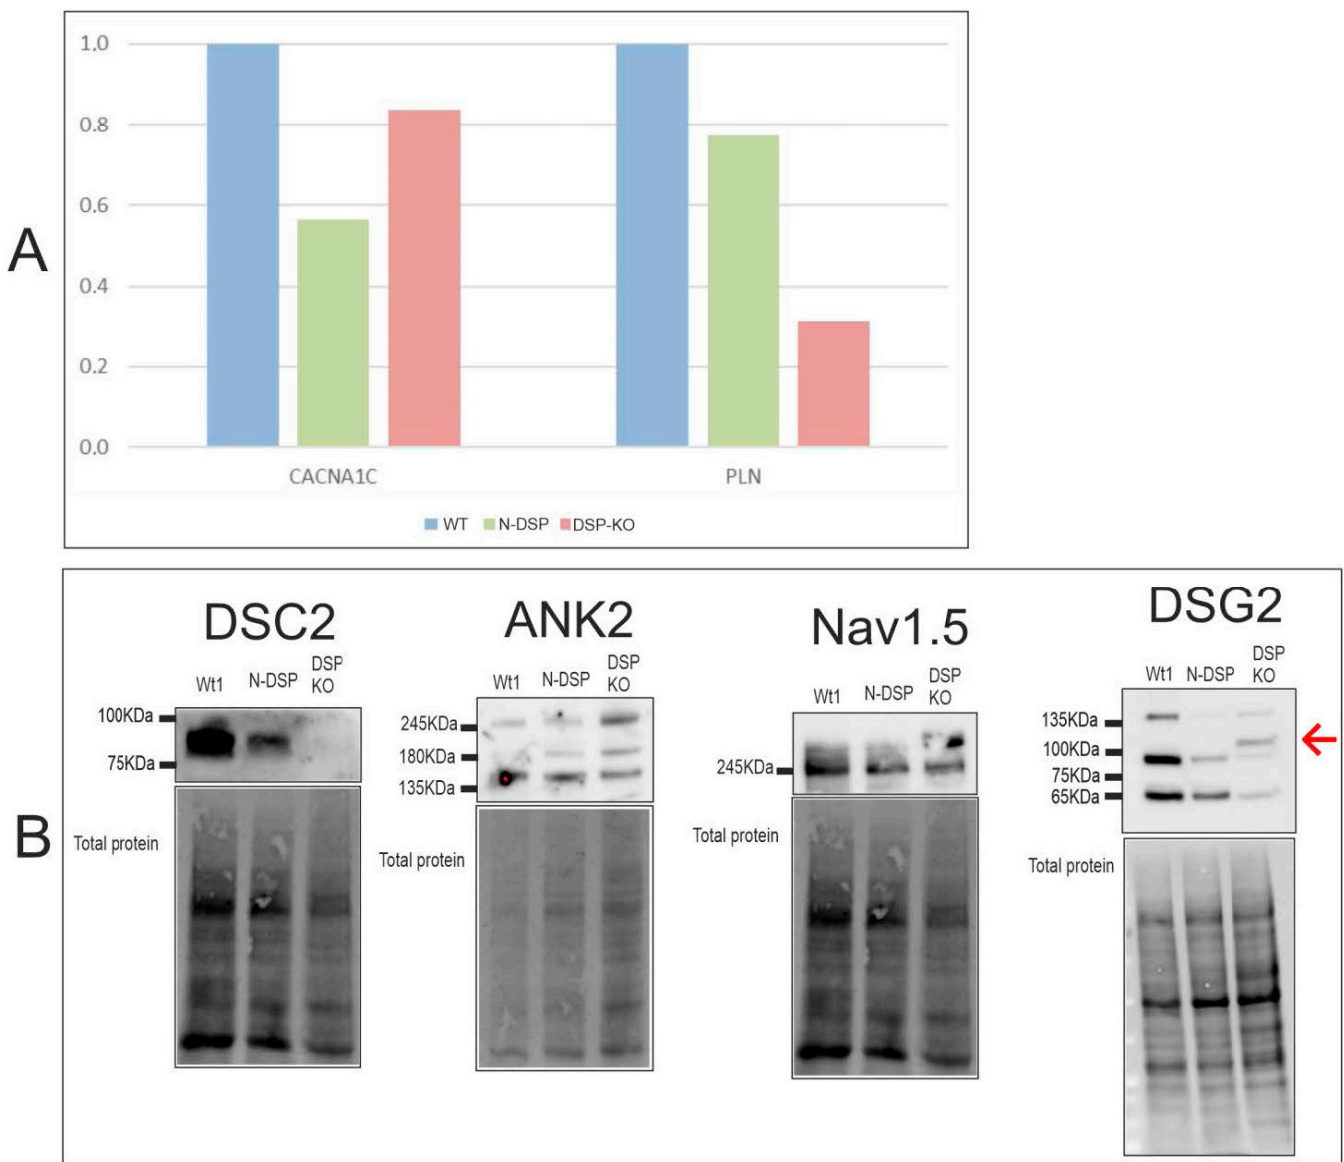 A
1.0
0.8
0.6
0.4
0.2
0.0
CACNA1C PLN
WT N-DSP DSP-KO
B
DSC2
Wt1 N-DSP DSP
KO
100KDa
75KDa
Total protein
ANK2
Wt1 N-DSP DSP
KO
245KDa
180KDa
135KDa
Total protein
Nav1.5
Wt1 N-DSP DSP
KO
245KDa
Total protein
DSG2
Wt1 N-DSP DSP
KO
135KDa
100KDa
75KDa
65KDa
Total protein